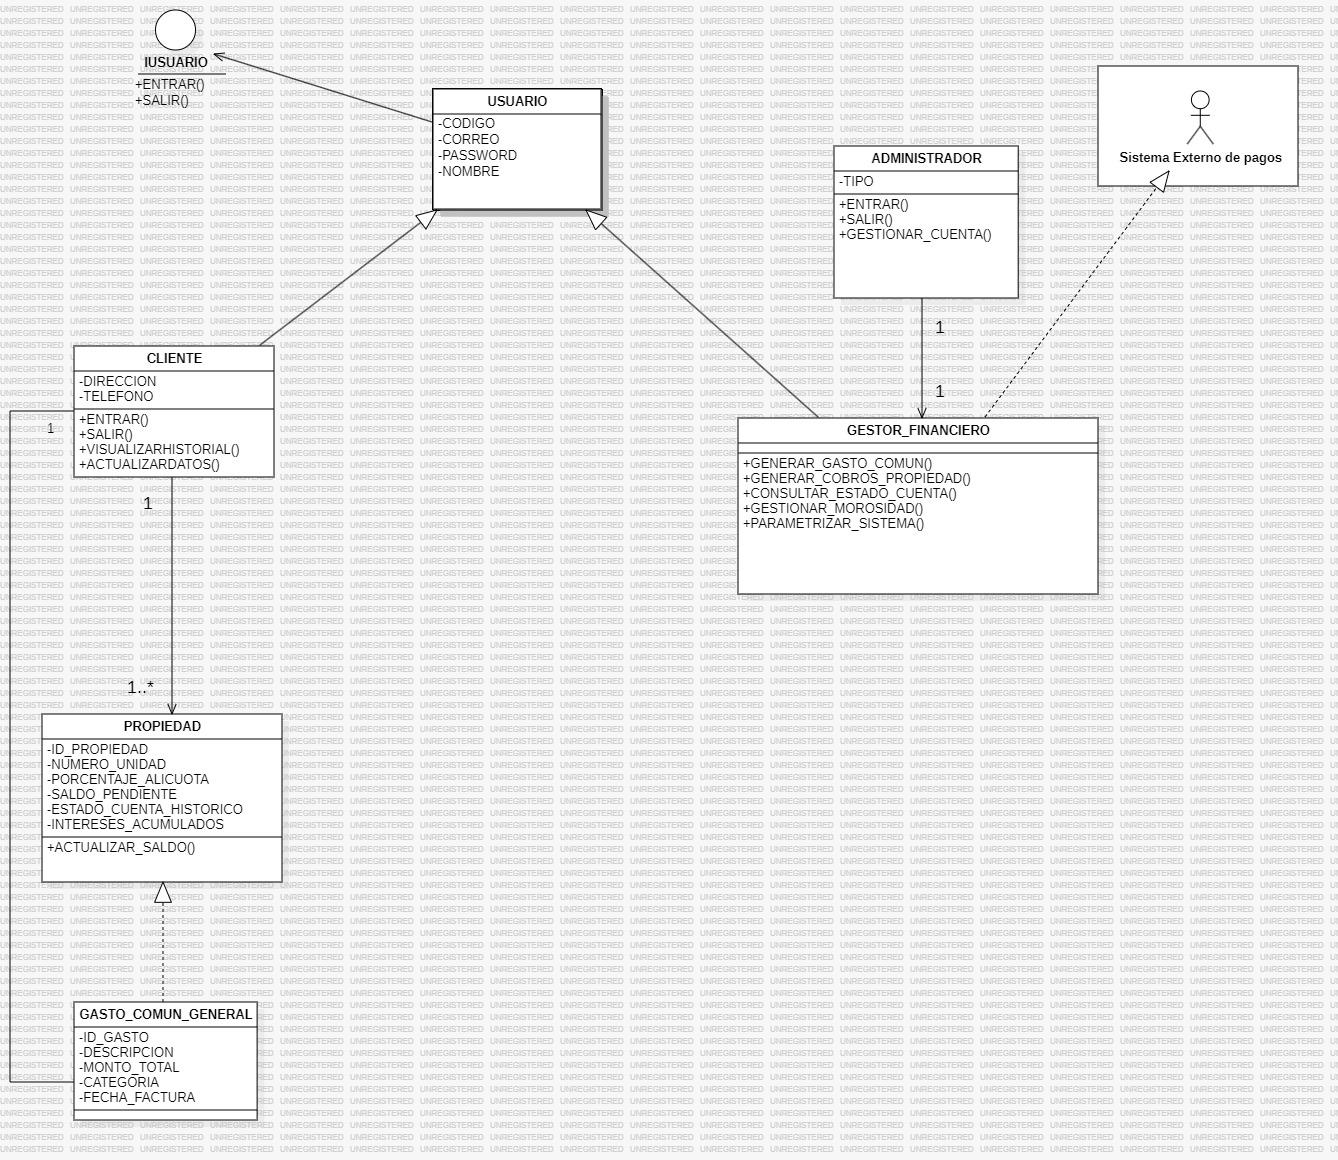 IUSUARIO
+ENTRAR()
+SALIR()
USUARIO
-CODIGO
-CORREO
-PASSWORD
-NOMBRE
ADMINISTRADOR
-TIPO
+ENTRAR()
+SALIR()
+GESTIONAR_CUENTA()
Sistema Externo de pagos
1
1
CLIENTE
-DIRECCION
-TELEFONO
+ENTRAR()
+SALIR()
+VISUALIZARHISTORIAL()
+ACTUALIZARDATOS()
1
1
1..*
GESTOR_FINANCIERO
+GENERAR_GASTO_COMUN()
+GENERAR_COBROS_PROPIEDAD()
+CONSULTAR_ESTADO_CUENTA()
+GESTIONAR_MOROSIDAD()
+PARAMETRIZAR_SISTEMA()
PROPIEDAD
-ID_PROPIEDAD
-NUMERO_UNIDAD
-PORCENTAJE_ALICUOTA
-SALDO_PENDIENTE
-ESTADO_CUENTA_HISTORICO
-INTERESES_ACUMULADOS
+ACTUALIZAR_SALDO()
GASTO_COMUN_GENERAL
-ID_GASTO
-DESCRIPCION
-MONTO_TOTAL
-CATEGORIA
-FECHA_FACTURA
UNREGISTERED